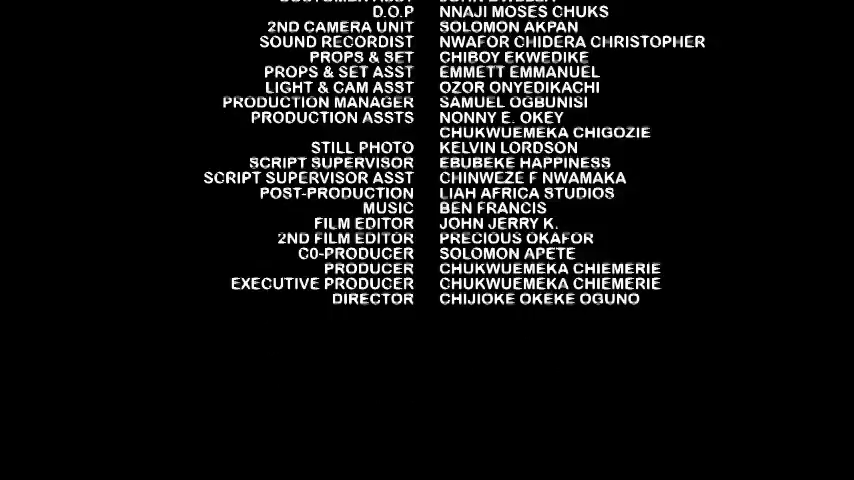 D.O.P NNAJI MOSES CHUKS
2ND CAMERA UNIT SOLOMON AKPAN
SOUND RECORDIST NWAFOR CHIDERA CHRISTOPHER
PROPS & SET CHIBOY EKWEDIKE
PROPS & SET ASST EMMETT EMMANUEL
LIGHT & CAM ASST OZOR ONYEDIKACHI
PRODUCTION MANAGER SAMUEL OGBUNISI
PRODUCTION ASSTS NONNY E. OKEY
CHUKWUEMEKA CHIGOZIE
STILL PHOTO KELVIN LORDSON
SCRIPT SUPERVISOR EBUBEKE HAPPINESS
SCRIPT SUPERVISOR ASST CHINWEZE F NWAMAKA
POST-PRODUCTION LIAH AFRICA STUDIOS
MUSIC BEN FRANCIS
FILM EDITOR JOHN JERRY K.
2ND FILM EDITOR PRECIOUS OKAFOR
C0-PRODUCER SOLOMON APETE
PRODUCER CHUKWUEMEKA CHIEMERIE
EXECUTIVE PRODUCER CHUKWUEMEKA CHIEMERIE
DIRECTOR CHIJIOKE OKEKE OGUNO